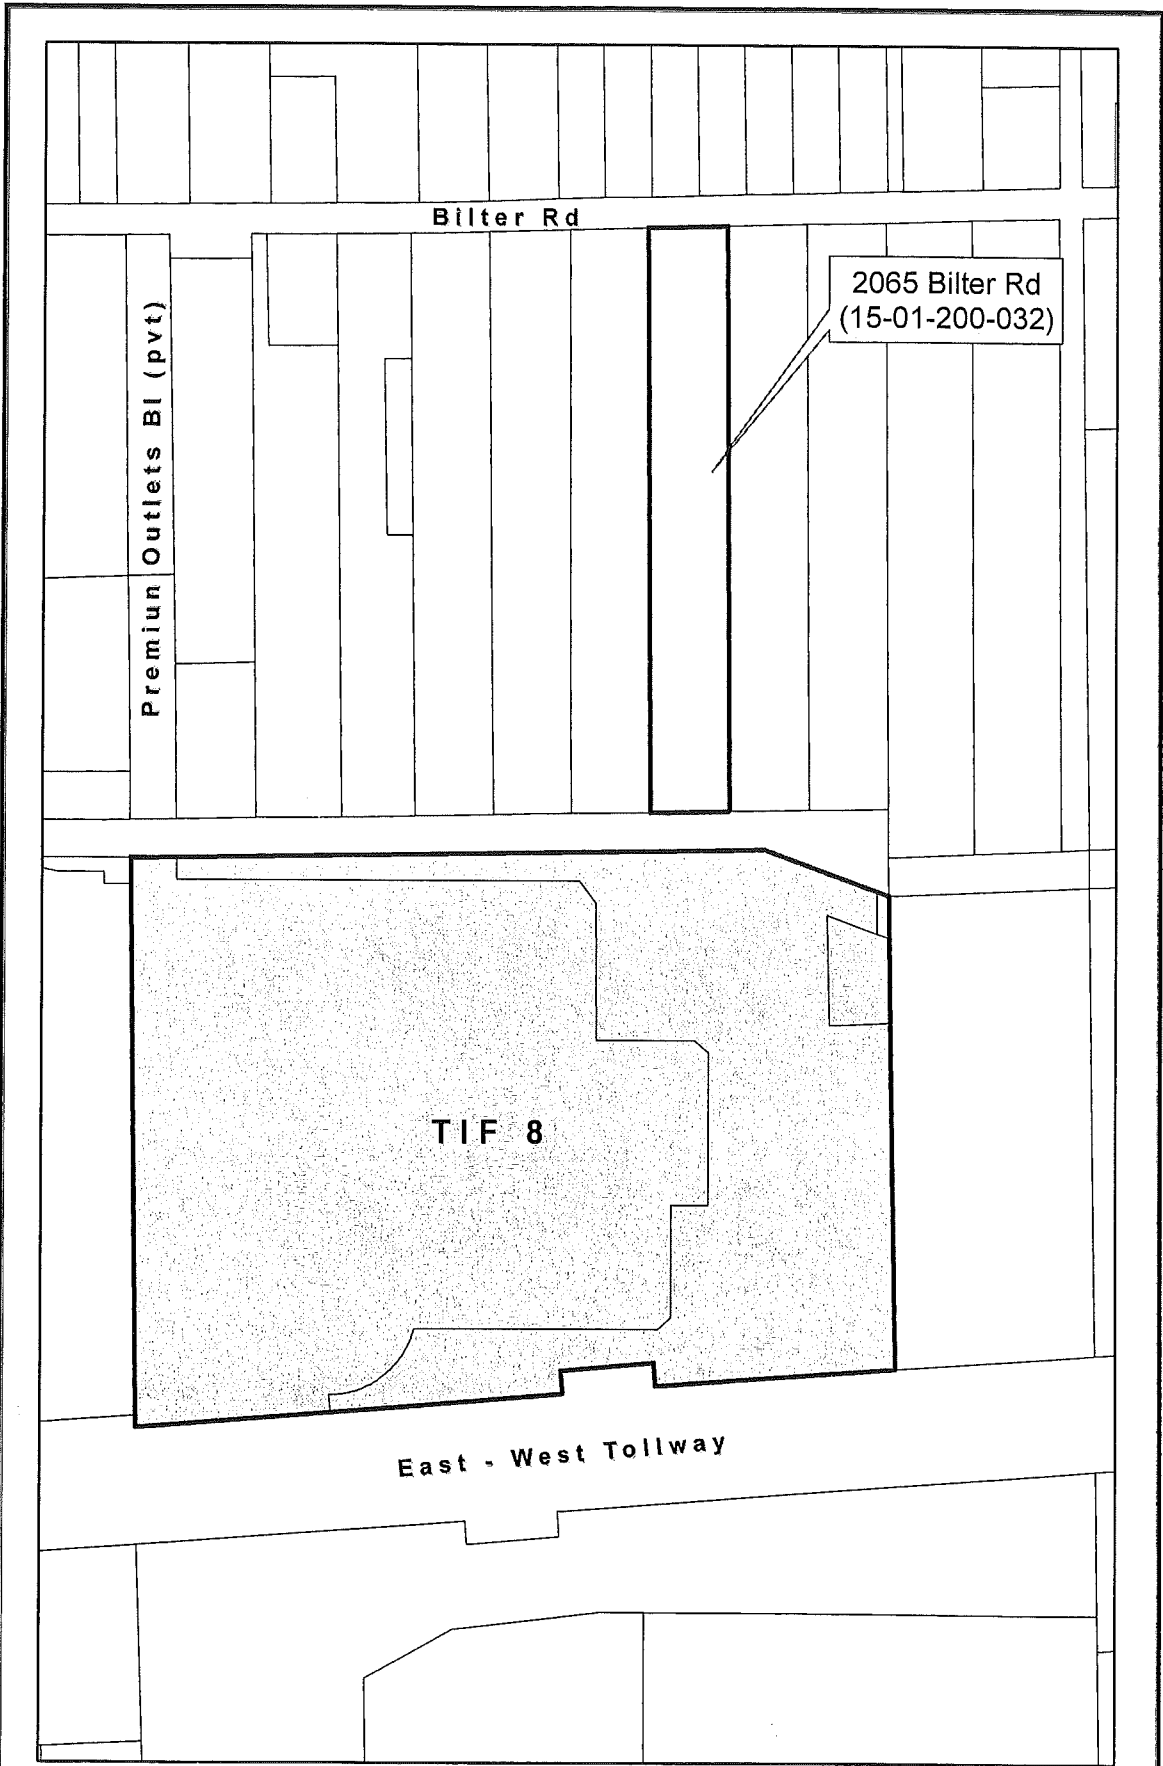 Bilter Rd
2065 Bilter Rd
(15-01-200-032)
Premiun Outlets Bl (pvt)
TIF 8
East - West Tollway